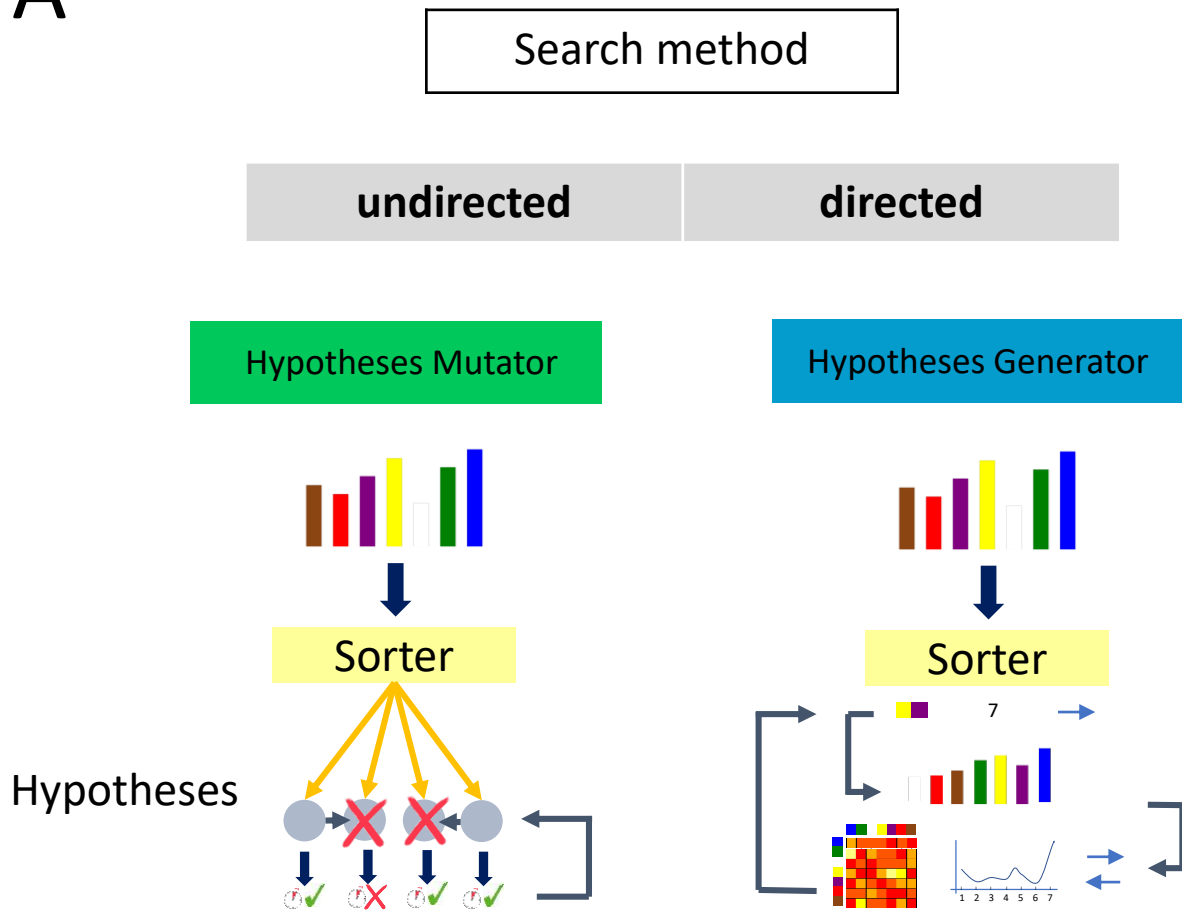 A
Search method
undirected directed
Hypotheses Mutator Hypotheses Generator
Sorter Sorter
7
Hypotheses
1 2 3 4 5 6 7